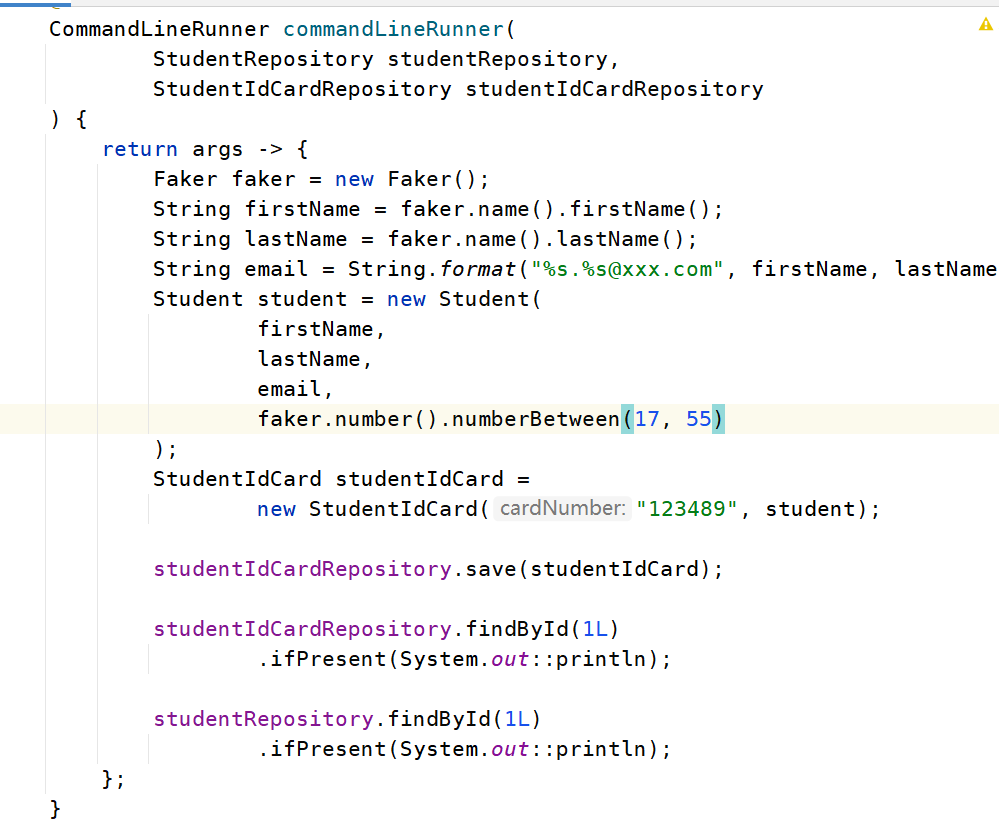 CommandLineRunner commandLineRunner(
        StudentRepository studentRepository,
        StudentIdCardRepository studentIdCardRepository
) {
    return args -> {
        Faker faker = new Faker();
        String firstName = faker.name().firstName();
        String lastName = faker.name().lastName();
        String email = String.format("%s.%s@xxx.com", firstName, lastName
        Student student = new Student(
                firstName,
                lastName,
                email,
                faker.number().numberBetween(17, 55)
        );
        StudentIdCard studentIdCard =
                new StudentIdCard( cardNumber: "123489", student);
        studentIdCardRepository.save(studentIdCard);
        studentIdCardRepository.findById(1L)
                .ifPresent(System.out::println);
        studentRepository.findById(1L)
                .ifPresent(System.out::println);
    };
}